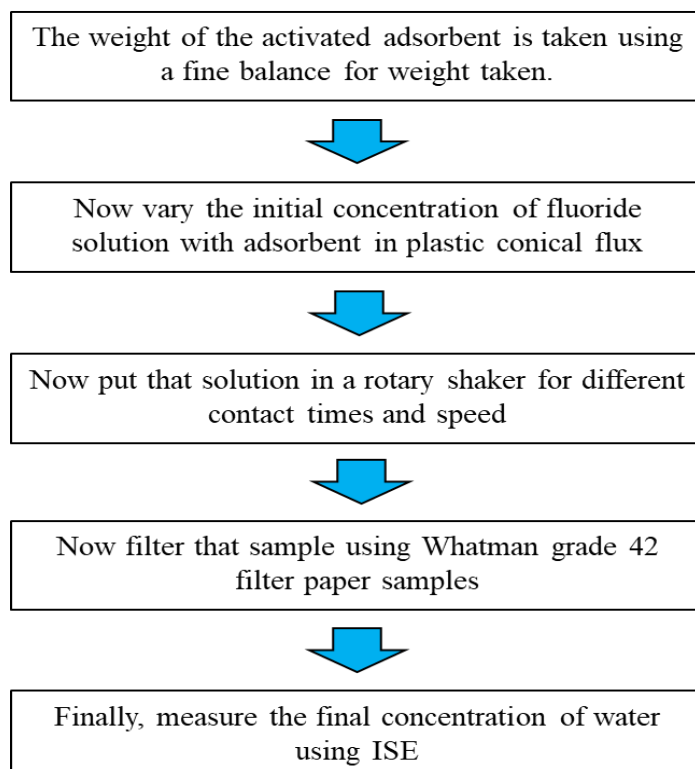 The weight of the activated adsorbent is taken using
a fine balance for weight taken.
Now vary the initial concentration of fluoride
solution with adsorbent in plastic conical flux
Now put that solution in a rotary shaker for different
contact times and speed
Now filter that sample using Whatman grade 42
filter paper samples
Finally, measure the final concentration of water
using ISE